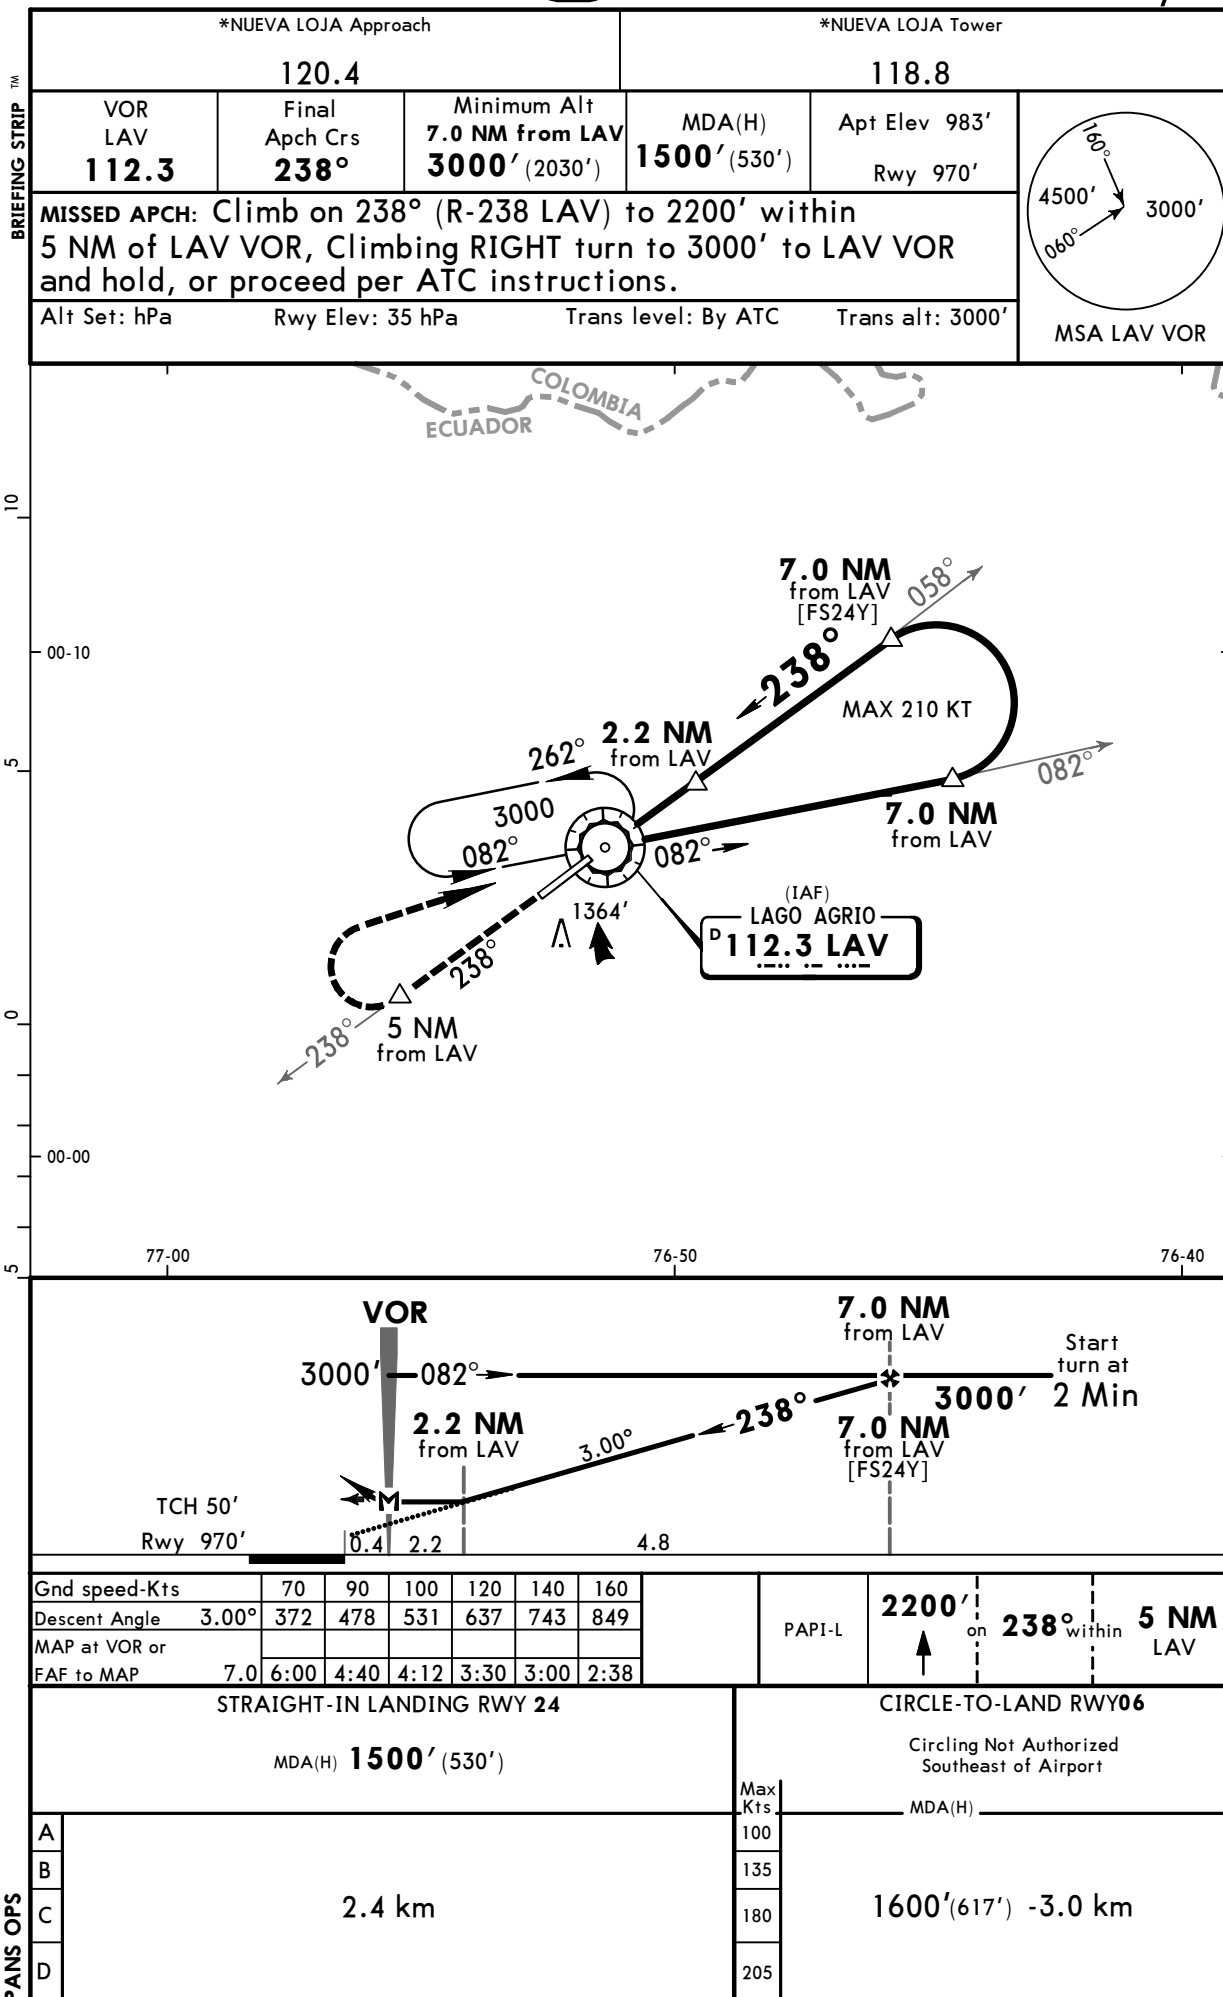 *NUEVA LOJA Approach
120.4
*NUEVA LOJA Tower
118.8
BRIEFING STRIP TM
VOR
LAV
112.3
Final
Apch Crs
238°
Minimum Alt
7.0 NM from LAV
3000' (2030')
MDA(H)
1500' (530')
Apt Elev 983'
Rwy 970'
MISSED APCH: Climb on 238° (R-238 LAV) to 2200' within
5 NM of LAV VOR, Climbing RIGHT turn to 3000' to LAV VOR
and hold, or proceed per ATC instructions.
Alt Set: hPa Rwy Elev: 35 hPa Trans level: By ATC Trans alt: 3000'
160°
4500' 3000'
060°
MSA LAV VOR
COLOMBIA
ECUADOR
10
5
0
5
00-10
00-00
77-00 76-50 76-40
7.0 NM
from LAV
[FS24Y]
058°
238°
MAX 210 KT
2.2 NM
from LAV
262°
3000
082°
082°
082°
7.0 NM
from LAV
(IAF)
LAGO AGRIO
D 112.3 LAV
1364'
238°
5 NM
from LAV
238°
VOR
7.0 NM
from LAV
Start
turn at
2 Min
3000' 082°
3000'
2.2 NM
from LAV
3.00°
238°
7.0 NM
from LAV
[FS24Y]
M
TCH 50'
Rwy 970'
0.4 2.2 4.8
Gnd speed-Kts 70 90 100 120 140 160
Descent Angle 3.00° 372 478 531 637 743 849
MAP at VOR or
FAF to MAP 7.0 6:00 4:40 4:12 3:30 3:00 2:38
PAPI-L
2200' on 238° within 5 NM
LAV
STRAIGHT-IN LANDING RWY 24
MDA(H) 1500' (530')
CIRCLE-TO-LAND RWY06
Circling Not Authorized
Southeast of Airport
Max
Kts
MDA(H)
A
B
C
D
2.4 km
100
135
180
205
1600'(617') -3.0 km
PANS OPS